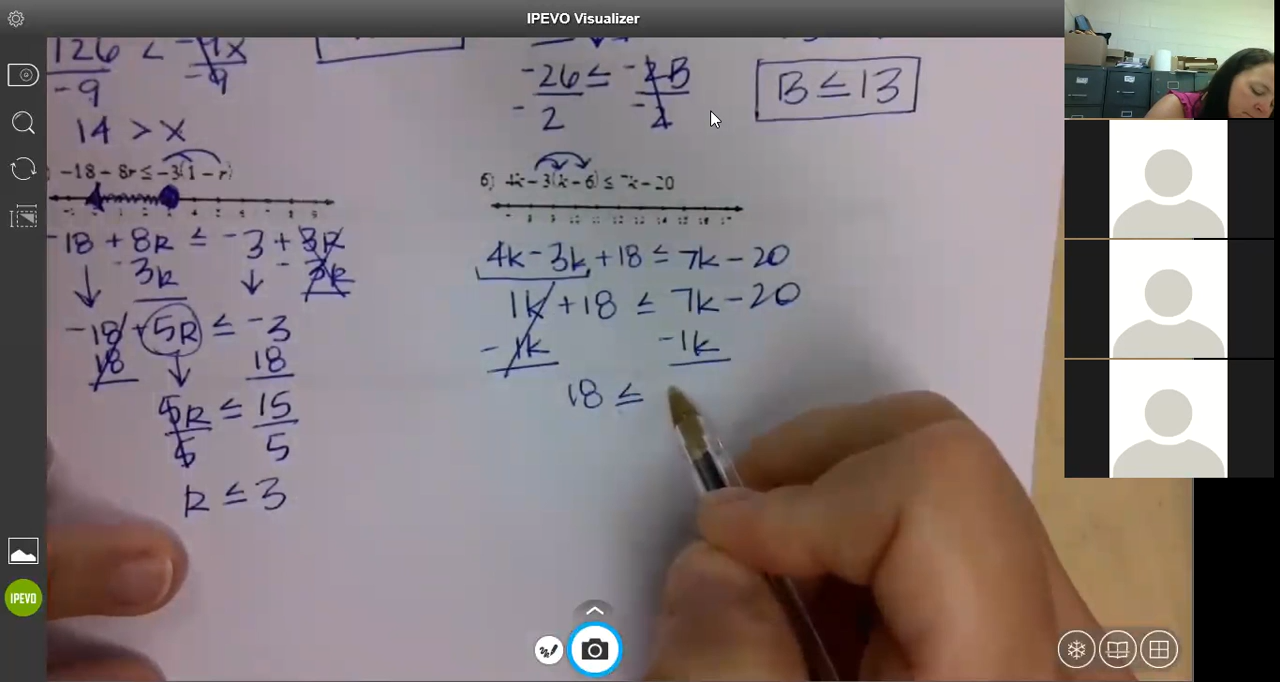 IPEVO Visualizer
126 < -9x
-9 -9
14 > x
-26 ≤ -2B
-2 -2
B ≤ 13
-18 - 8r ≤ -3(1 - r)
-18 + 8R ≤ -3 + 3R
-3R - 3R
-18 + 5R ≤ -3
18 18
5R ≤ 15
5 5
R ≤ 3
6) 4k - 3(k - 6) ≤ 7k - 20
4k - 3k + 18 ≤ 7k - 20
1k + 18 ≤ 7k - 20
- 1k -1k
18 ≤
IPEVO